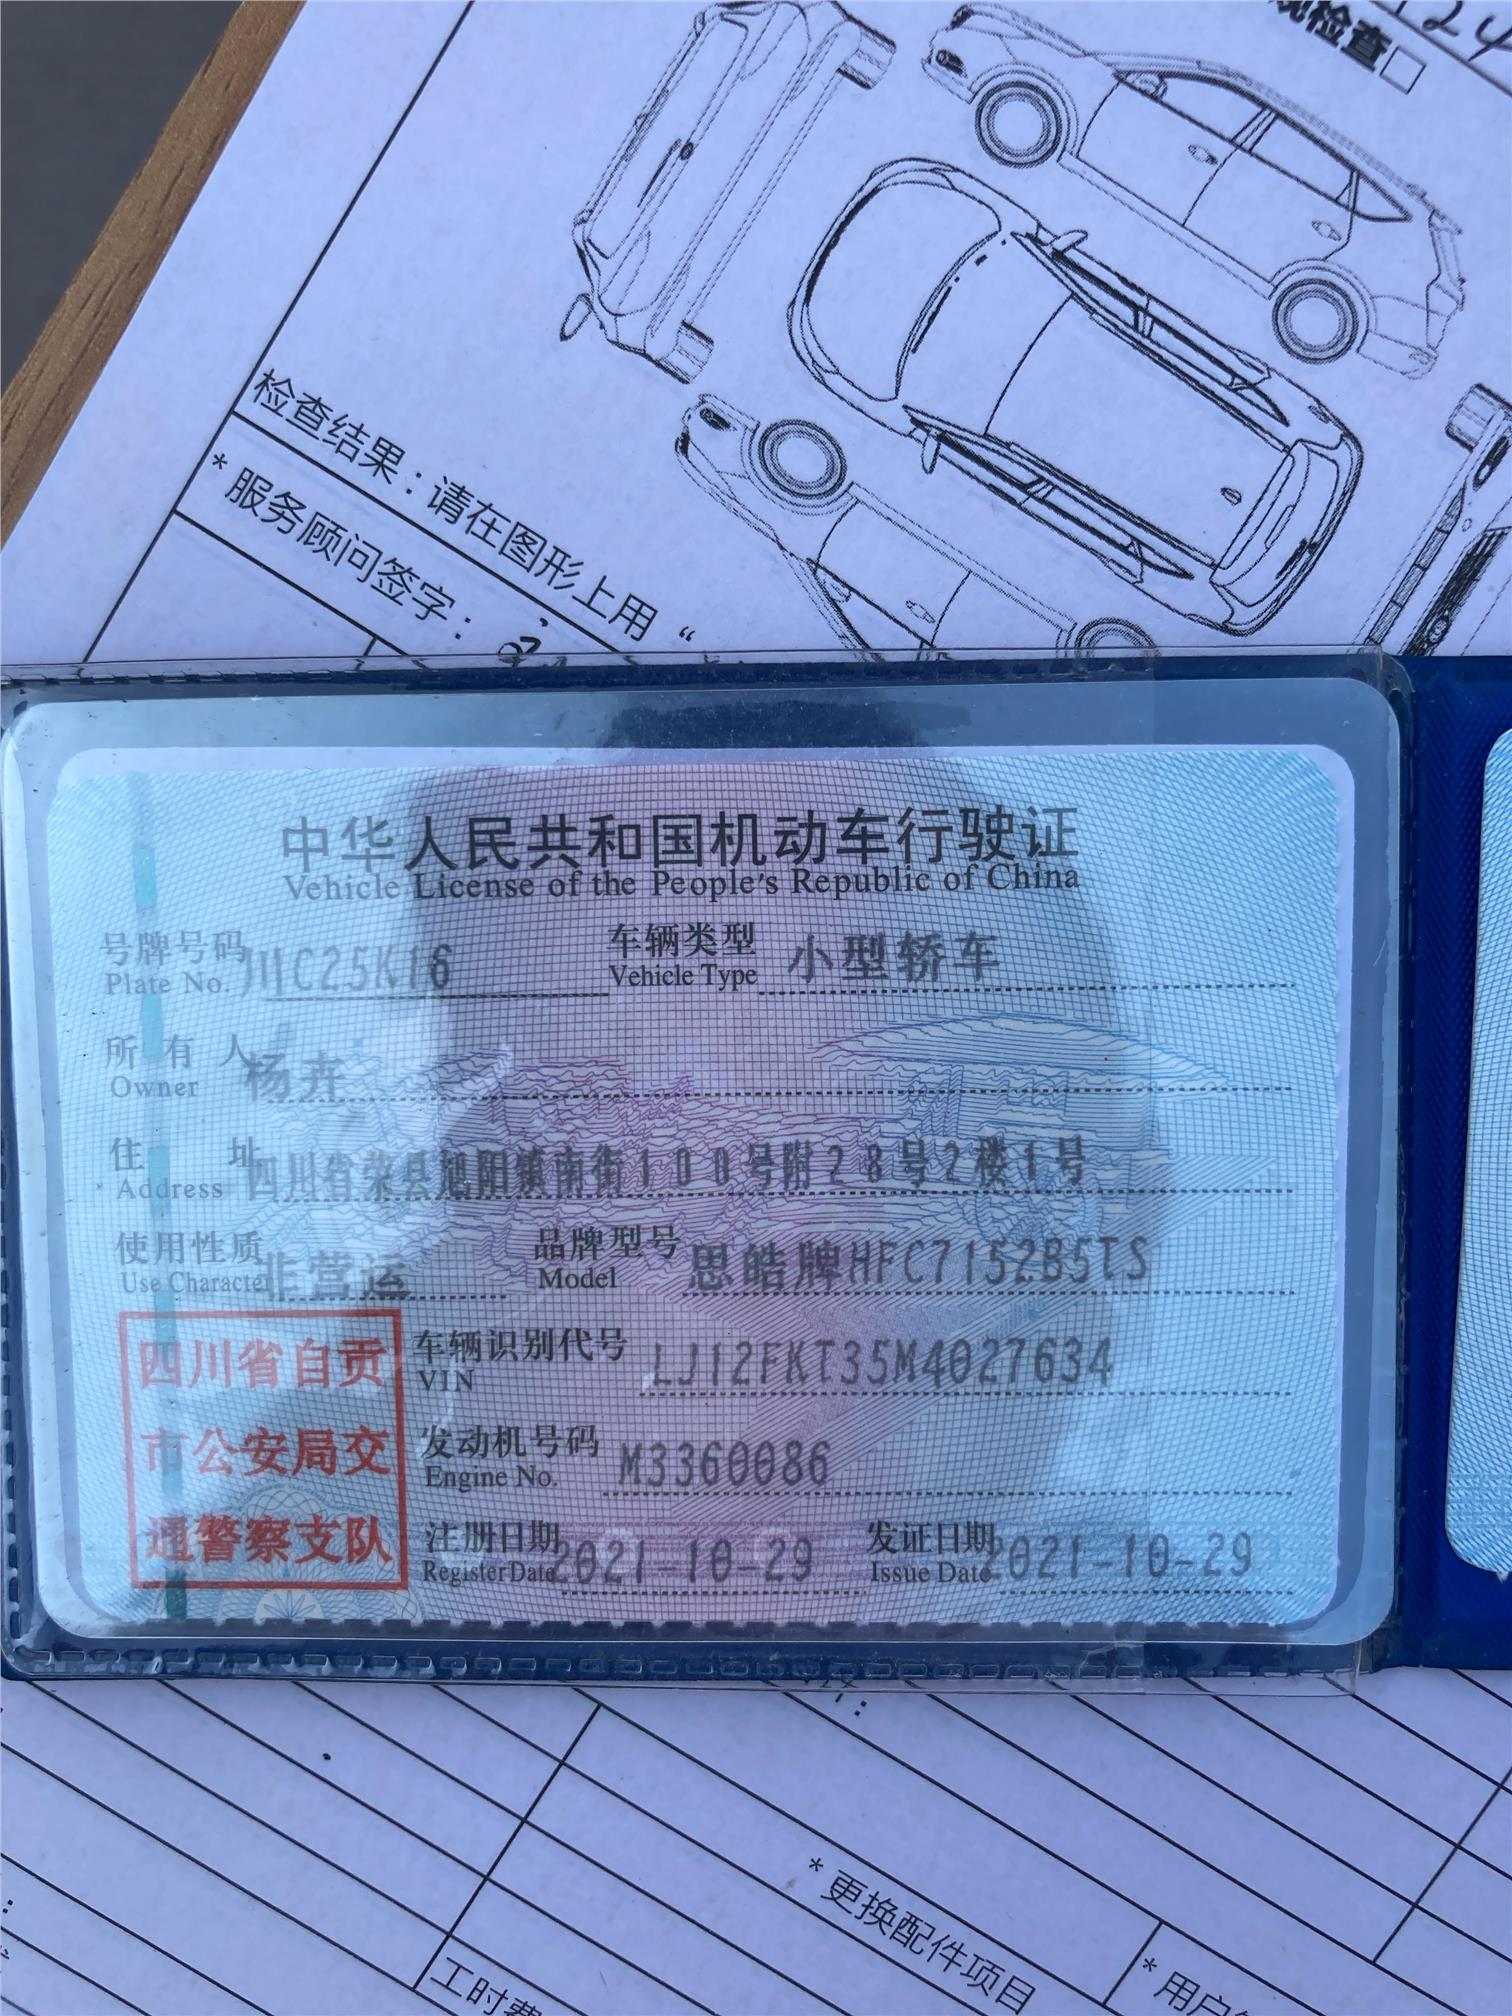 观检查□
124
检查结果：请在图形上用“
* 服务顾问签字：
中华人民共和国机动车行驶证
Vehicle License of the People's Republic of China
号牌号码 川C25K16 车辆类型 小型轿车
Plate No. Vehicle Type
所有人 杨卉
Owner
住址 四川省荣县旭阳镇南街100号附28号2楼1号
Address
使用性质 非营运 品牌型号 思皓牌HFC7152B5TS
Use Character Model
四川省自贡
市公安局交
通警察支队
车辆识别代号 LJ12FKT35M4027634
VIN
发动机号码 M3360086
Engine No.
注册日期 2021-10-29 发证日期 2021-10-29
Register Date Issue Date
* 更换配件项目
工时费
* 用户